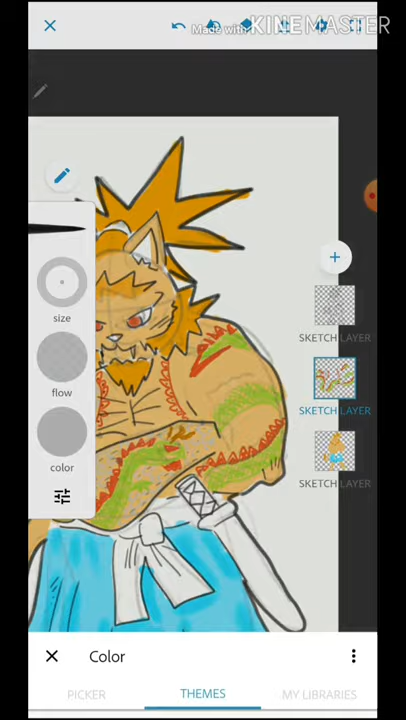 Made with KINEMASTER
size
flow
color
SKETCH LAYER
SKETCH LAYER
SKETCH LAYER
Color
PICKER
THEMES
MY LIBRARIES